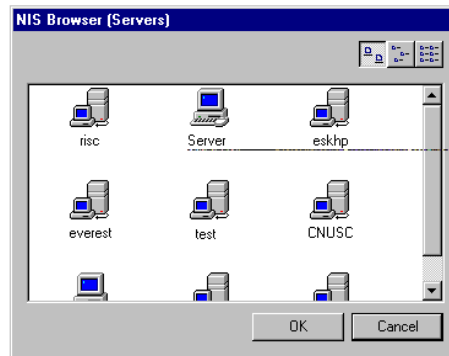 NIS Browser (Servers)
risc Server eskhp
everest test CNUSC
OK Cancel